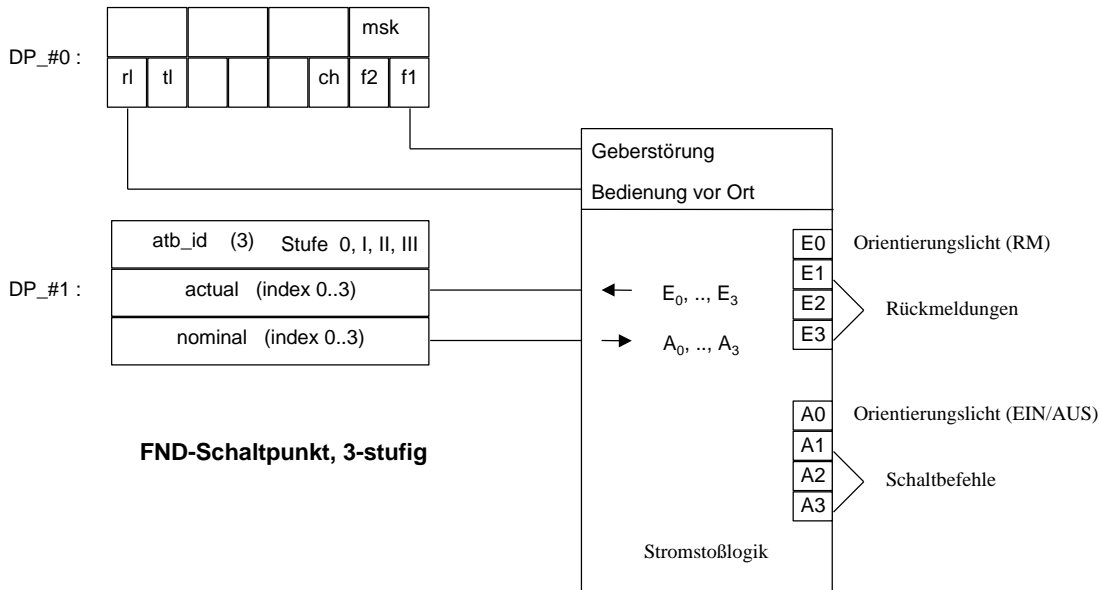 msk
DP_#0 :
rl tl ch f2 f1
Geberstörung
Bedienung vor Ort
atb_id (3) Stufe 0, I, II, III
E0 Orientierungslicht (RM)
E1
DP_#1 :
actual (index 0..3)
E0, .., E3
E2 Rückmeldungen
nominal (index 0..3)
A0, .., A3
E3
A0 Orientierungslicht (EIN/AUS)
FND-Schaltpunkt, 3-stufig
A1
A2 Schaltbefehle
A3
Stromstoßlogik